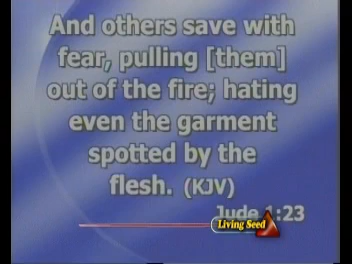 And others save with
fear, pulling [them]
out of the fire; hating
even the garment
spotted by the
flesh. (KJV)
Jude 1:23
Living Seed